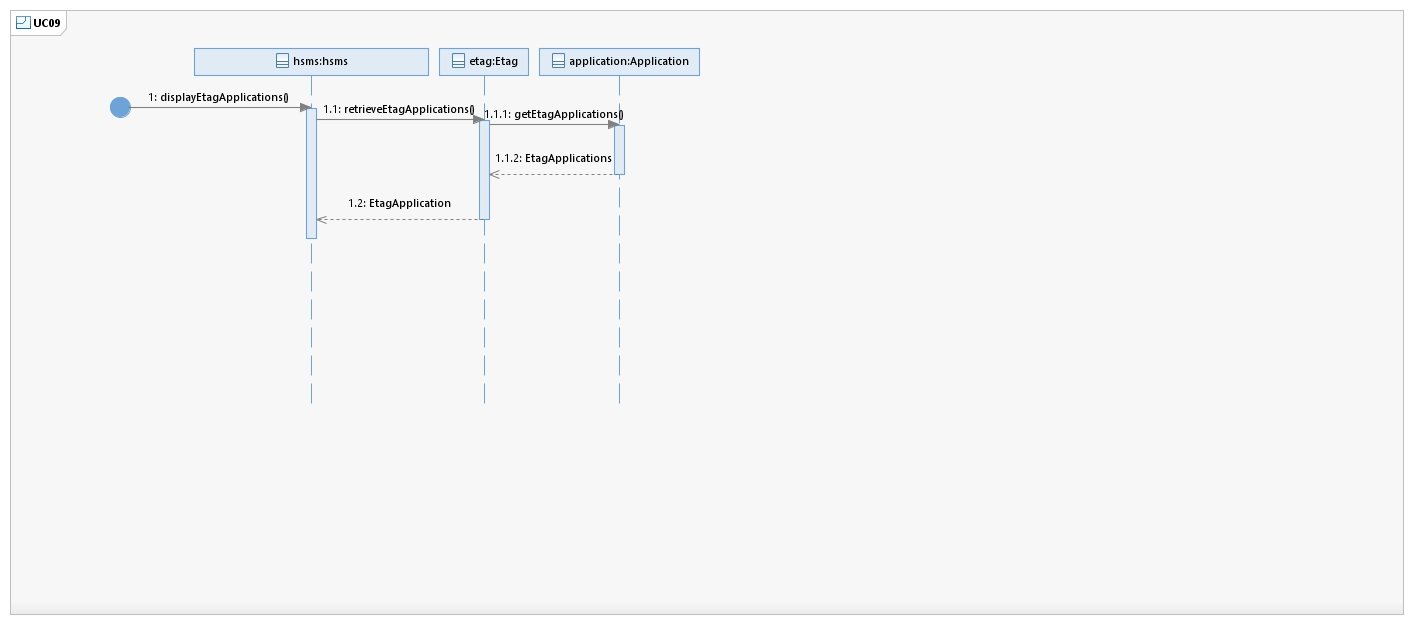 UC09
hsms:hsms
etag:Etag
application:Application
1: displayEtagApplications()
1.1: retrieveEtagApplications()
1.1.1: getEtagApplications()
1.1.2: EtagApplications
1.2: EtagApplication